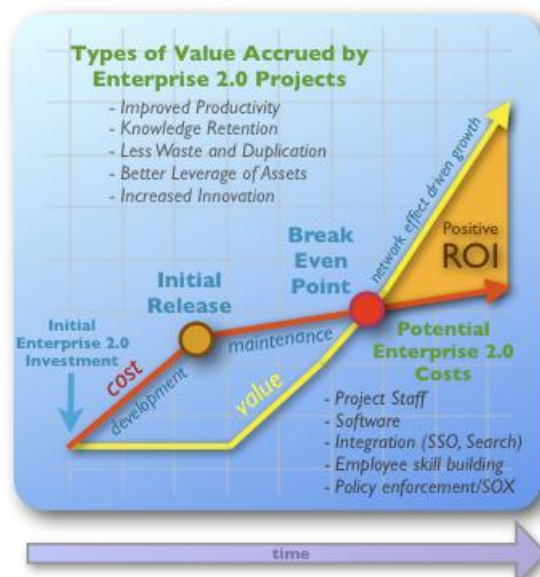 Types of Value Accrued by
Enterprise 2.0 Projects
- Improved Productivity
- Knowledge Retention
- Less Waste and Duplication
- Better Leverage of Assets
- Increased Innovation
network effect driven growth
Break
Even
Point
Positive
ROI
Initial
Release
Initial
Enterprise 2.0
Investment
cost
development
maintenance
value
Potential
Enterprise 2.0
Costs
- Project Staff
- Software
- Integration (SSO, Search)
- Employee skill building
- Policy enforcement/SOX
time